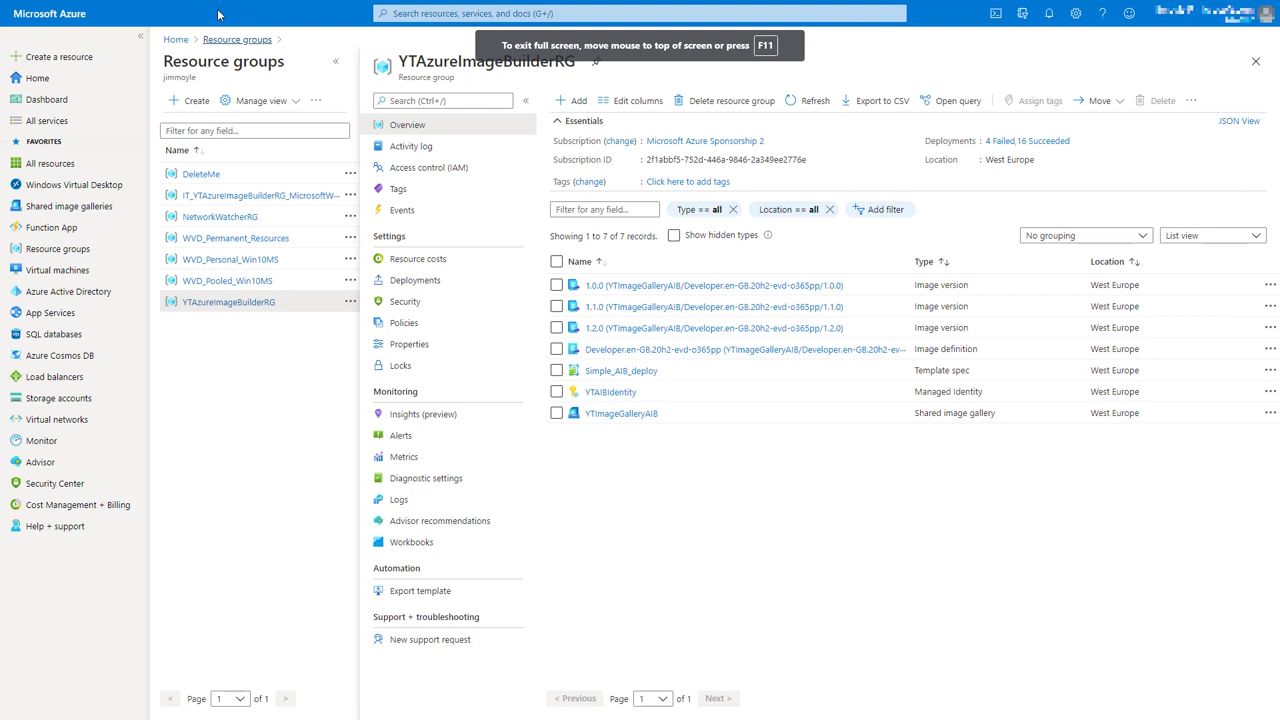 Microsoft Azure
Search resources, services, and docs (G+/)
Create a resource
Home
Dashboard
All services
FAVORITES
All resources
Windows Virtual Desktop
Shared image galleries
Function App
Resource groups
Virtual machines
Azure Active Directory
App Services
SQL databases
Azure Cosmos DB
Load balancers
Storage accounts
Virtual networks
Monitor
Advisor
Security Center
Cost Management + Billing
Help + support
Home > Resource groups >
Resource groups
jimmoyle
Create
Manage view
Filter for any field...
Name
DeleteMe
IT_YTAzureImageBuilderRG_MicrosoftW...
NetworkWatcherRG
WVD_Permanent_Resources
WVD_Personal_Win10MS
WVD_Pooled_Win10MS
YTAzureImageBuilderRG
< Page 1 of 1 >
To exit full screen, move mouse to top of screen or press F11
YTAzureImageBuilderRG
Resource group
Search (Ctrl+/)
Overview
Activity log
Access control (IAM)
Tags
Events
Settings
Resource costs
Deployments
Security
Policies
Properties
Locks
Monitoring
Insights (preview)
Alerts
Metrics
Diagnostic settings
Logs
Advisor recommendations
Workbooks
Automation
Export template
Support + troubleshooting
New support request
Add Edit columns Delete resource group Refresh Export to CSV Open query Assign tags Move Delete
Essentials JSON View
Subscription (change) : Microsoft Azure Sponsorship 2 Deployments : 4 Failed,16 Succeeded
Subscription ID : 2f1abbf5-752d-446a-9846-2a349ee2776e Location : West Europe
Tags (change) : Click here to add tags
Filter for any field... Type == all Location == all Add filter
Showing 1 to 7 of 7 records. Show hidden types No grouping List view
Name Type Location
1.0.0 (YTImageGalleryAIB/Developer.en-GB.20h2-evd-o365pp/1.0.0) Image version West Europe
1.1.0 (YTImageGalleryAIB/Developer.en-GB.20h2-evd-o365pp/1.1.0) Image version West Europe
1.2.0 (YTImageGalleryAIB/Developer.en-GB.20h2-evd-o365pp/1.2.0) Image version West Europe
Developer.en-GB.20h2-evd-o365pp (YTImageGalleryAIB/Developer.en-GB.20h2-ev... Image definition West Europe
Simple_AIB_deploy Template spec West Europe
YTAIBIdentity Managed Identity West Europe
YTImageGalleryAIB Shared image gallery West Europe
< Previous Page 1 of 1 Next >